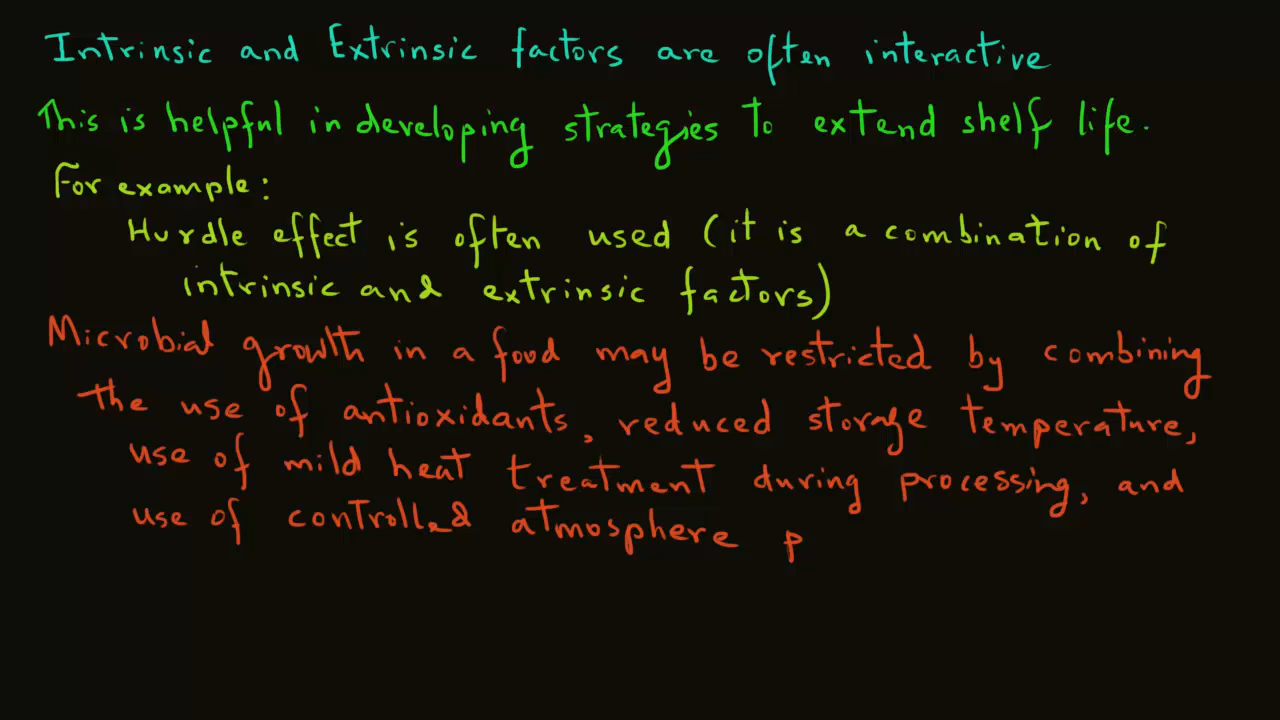 Intrinsic and Extrinsic factors are often interactive
This is helpful in developing strategies to extend shelf life.
For example:
Hurdle effect is often used (it is a combination of
intrinsic and extrinsic factors)
Microbial growth in a food may be restricted by combining
the use of antioxidants, reduced storage temperature,
use of mild heat treatment during processing, and
use of controlled atmosphere p